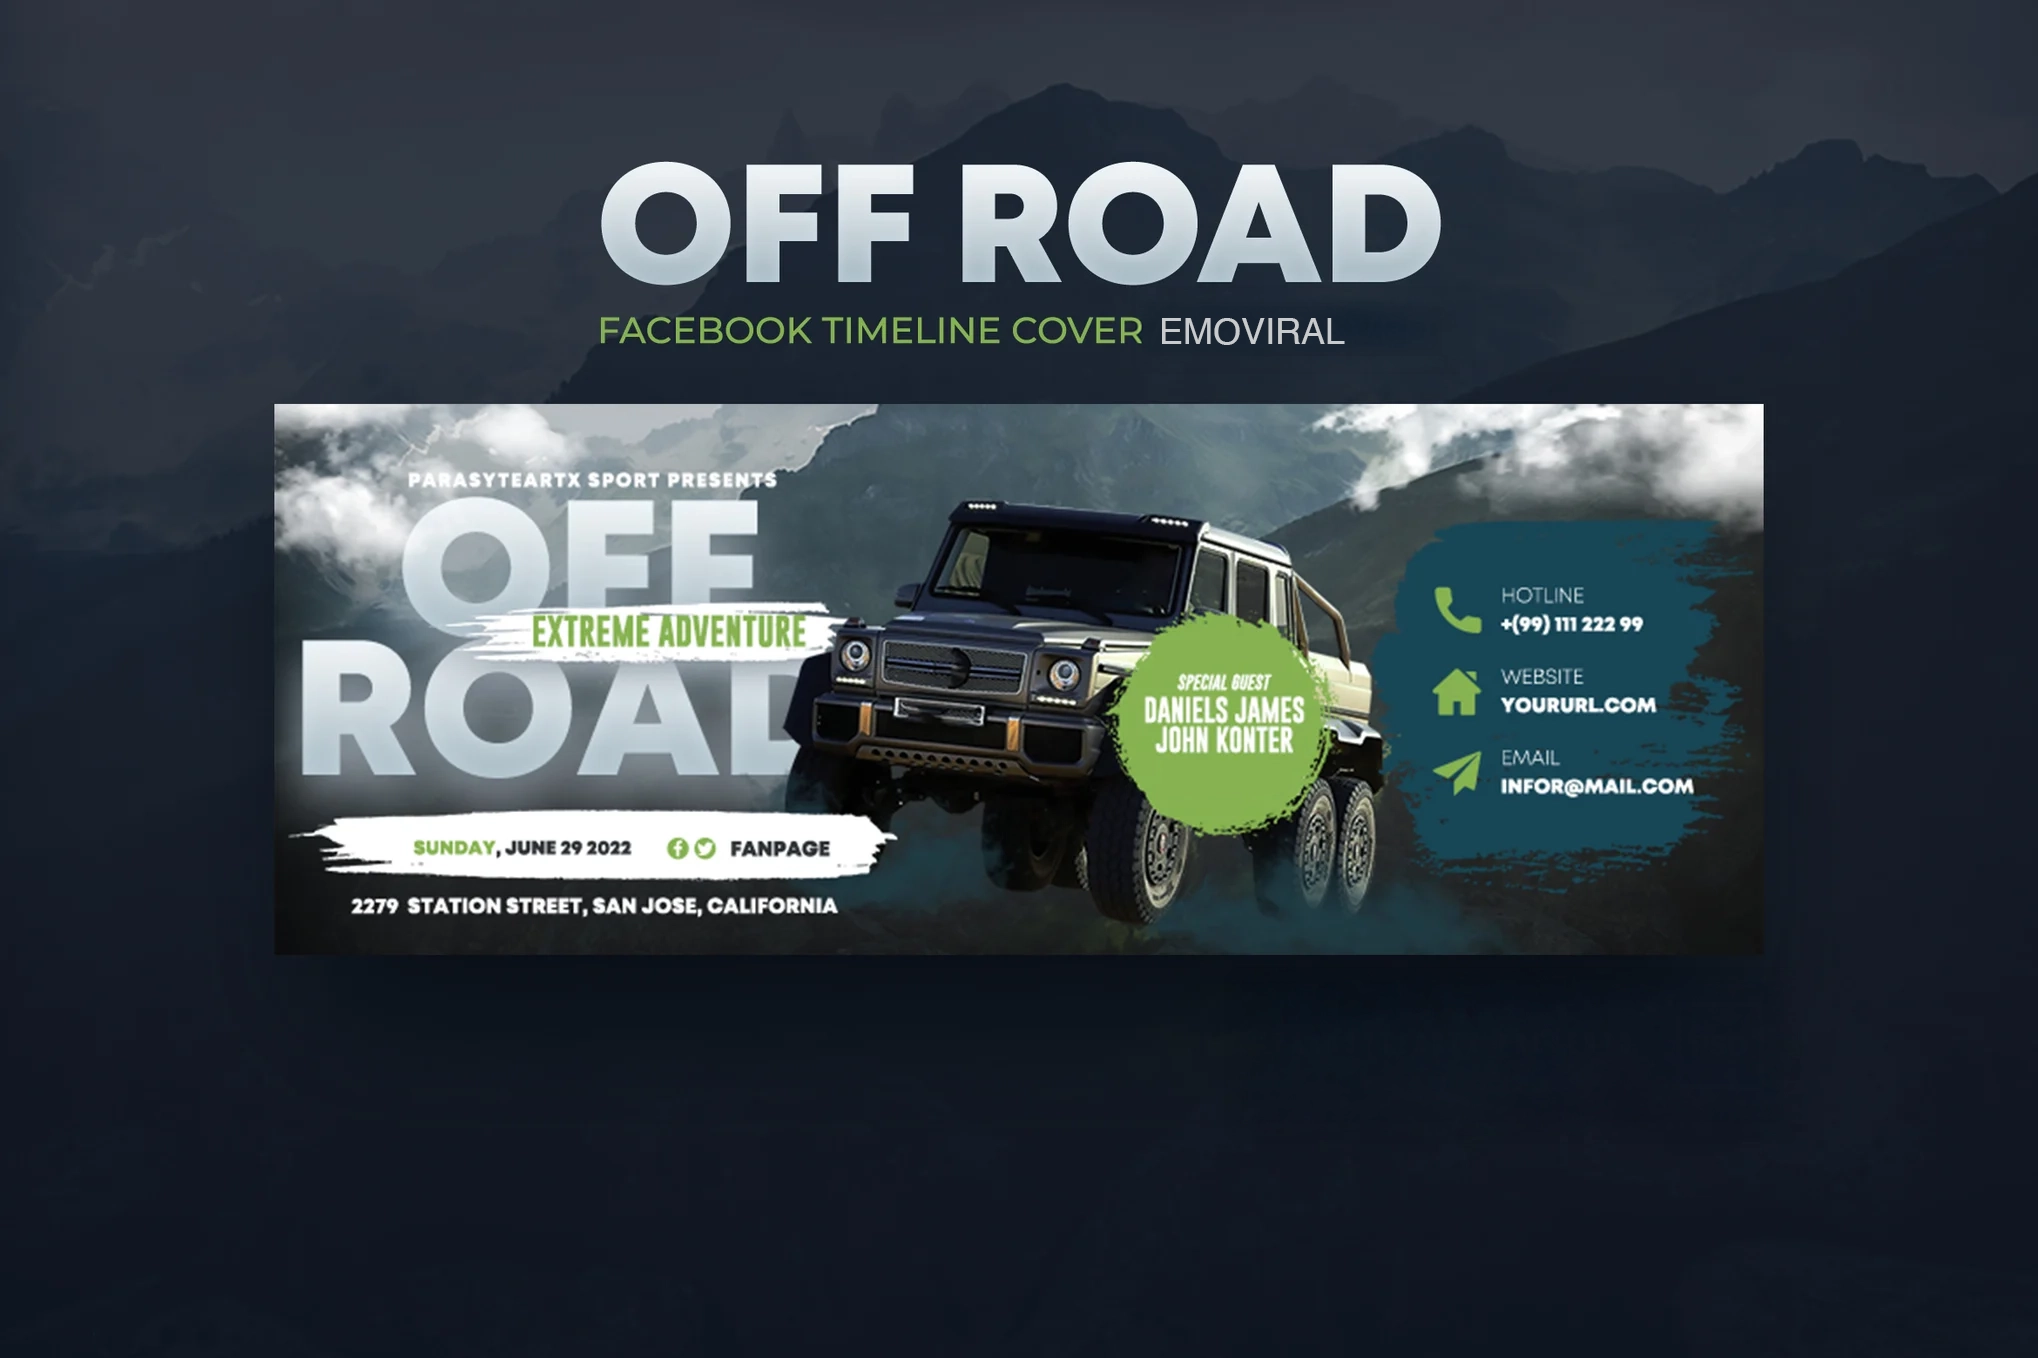 OFF ROAD
FACEBOOK TIMELINE COVER EMOVIRAL
PARASYTEARTX SPORT PRESENTS
OFF
EXTREME ADVENTURE
ROAD
SUNDAY, JUNE 29 2022 FANPAGE
2279 STATION STREET, SAN JOSE, CALIFORNIA
SPECIAL GUEST
DANIELS JAMES
JOHN KONTER
HOTLINE
+(99) 111 222 99
WEBSITE
YOURURL.COM
EMAIL
INFOR@MAIL.COM